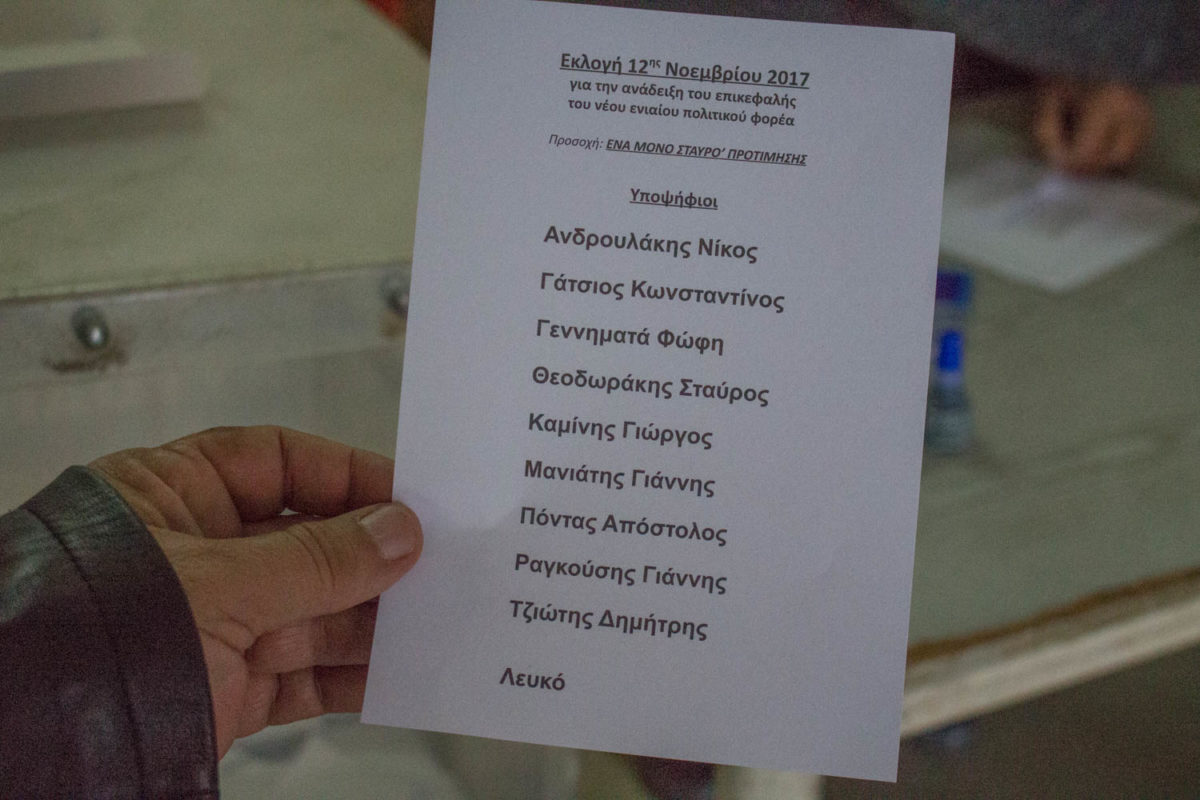 Εκλογή 12ης Νοεμβρίου 2017
για την ανάδειξη του επικεφαλής
του νέου ενιαίου πολιτικού φορέα
Προσοχή: ΕΝΑ ΜΟΝΟ ΣΤΑΥΡΟ’ ΠΡΟΤΙΜΗΣΗΣ
Υποψήφιοι
Ανδρουλάκης Νίκος
Γάτσιος Κωνσταντίνος
Γεννηματά Φώφη
Θεοδωράκης Σταύρος
Καμίνης Γιώργος
Μανιάτης Γιάννης
Πόντας Απόστολος
Ραγκούσης Γιάννης
Τζιώτης Δημήτρης
Λευκό